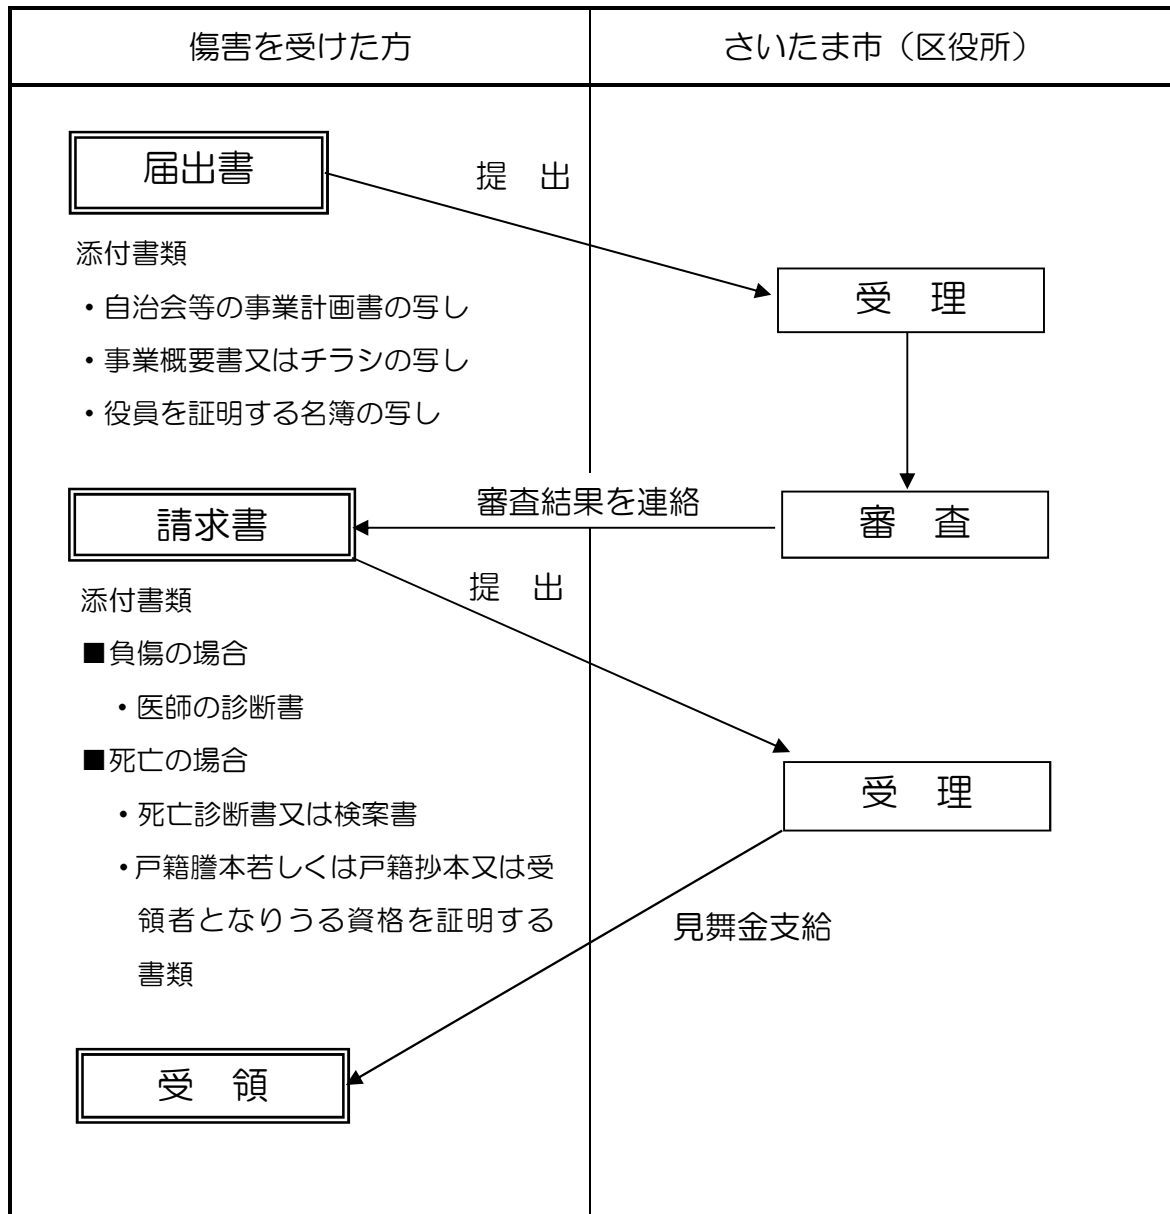 傷害を受けた方
さいたま市（区役所）
届出書
提　出
添付書類
・自治会等の事業計画書の写し
・事業概要書又はチラシの写し
・役員を証明する名簿の写し
受　理
審査結果を連絡
請求書
審　査
提　出
添付書類
■負傷の場合
・医師の診断書
■死亡の場合
・死亡診断書又は検案書
・戸籍謄本若しくは戸籍抄本又は受
領者となりうる資格を証明する
書類
受　理
見舞金支給
受　領